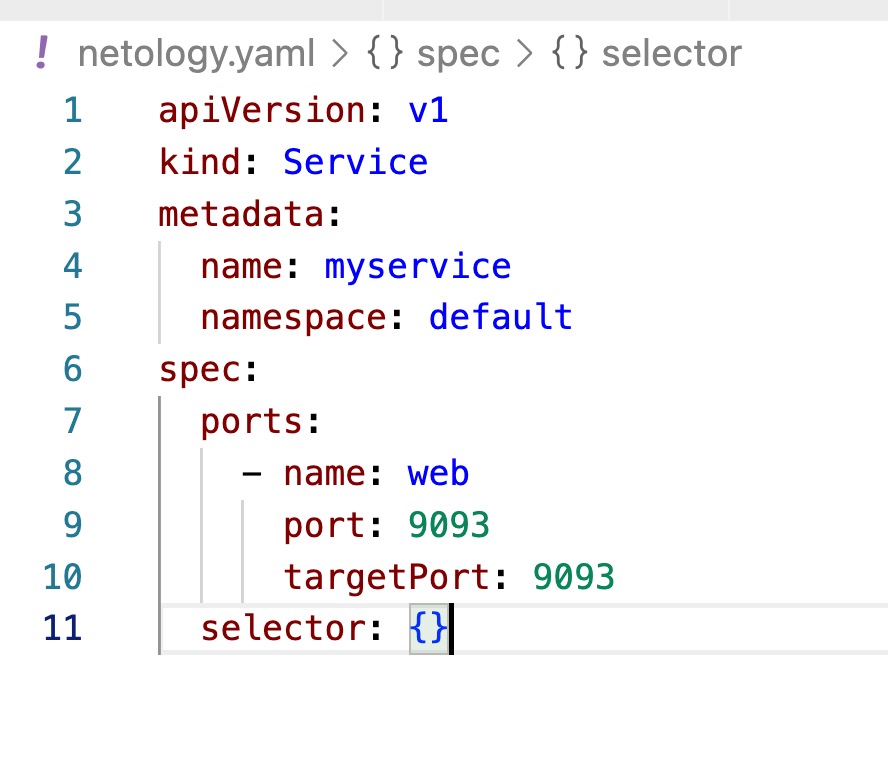 ! netology.yaml > {} spec > {} selector
1 apiVersion: v1
2 kind: Service
3 metadata:
4   name: myservice
5   namespace: default
6 spec:
7   ports:
8     - name: web
9       port: 9093
10       targetPort: 9093
11   selector: {}